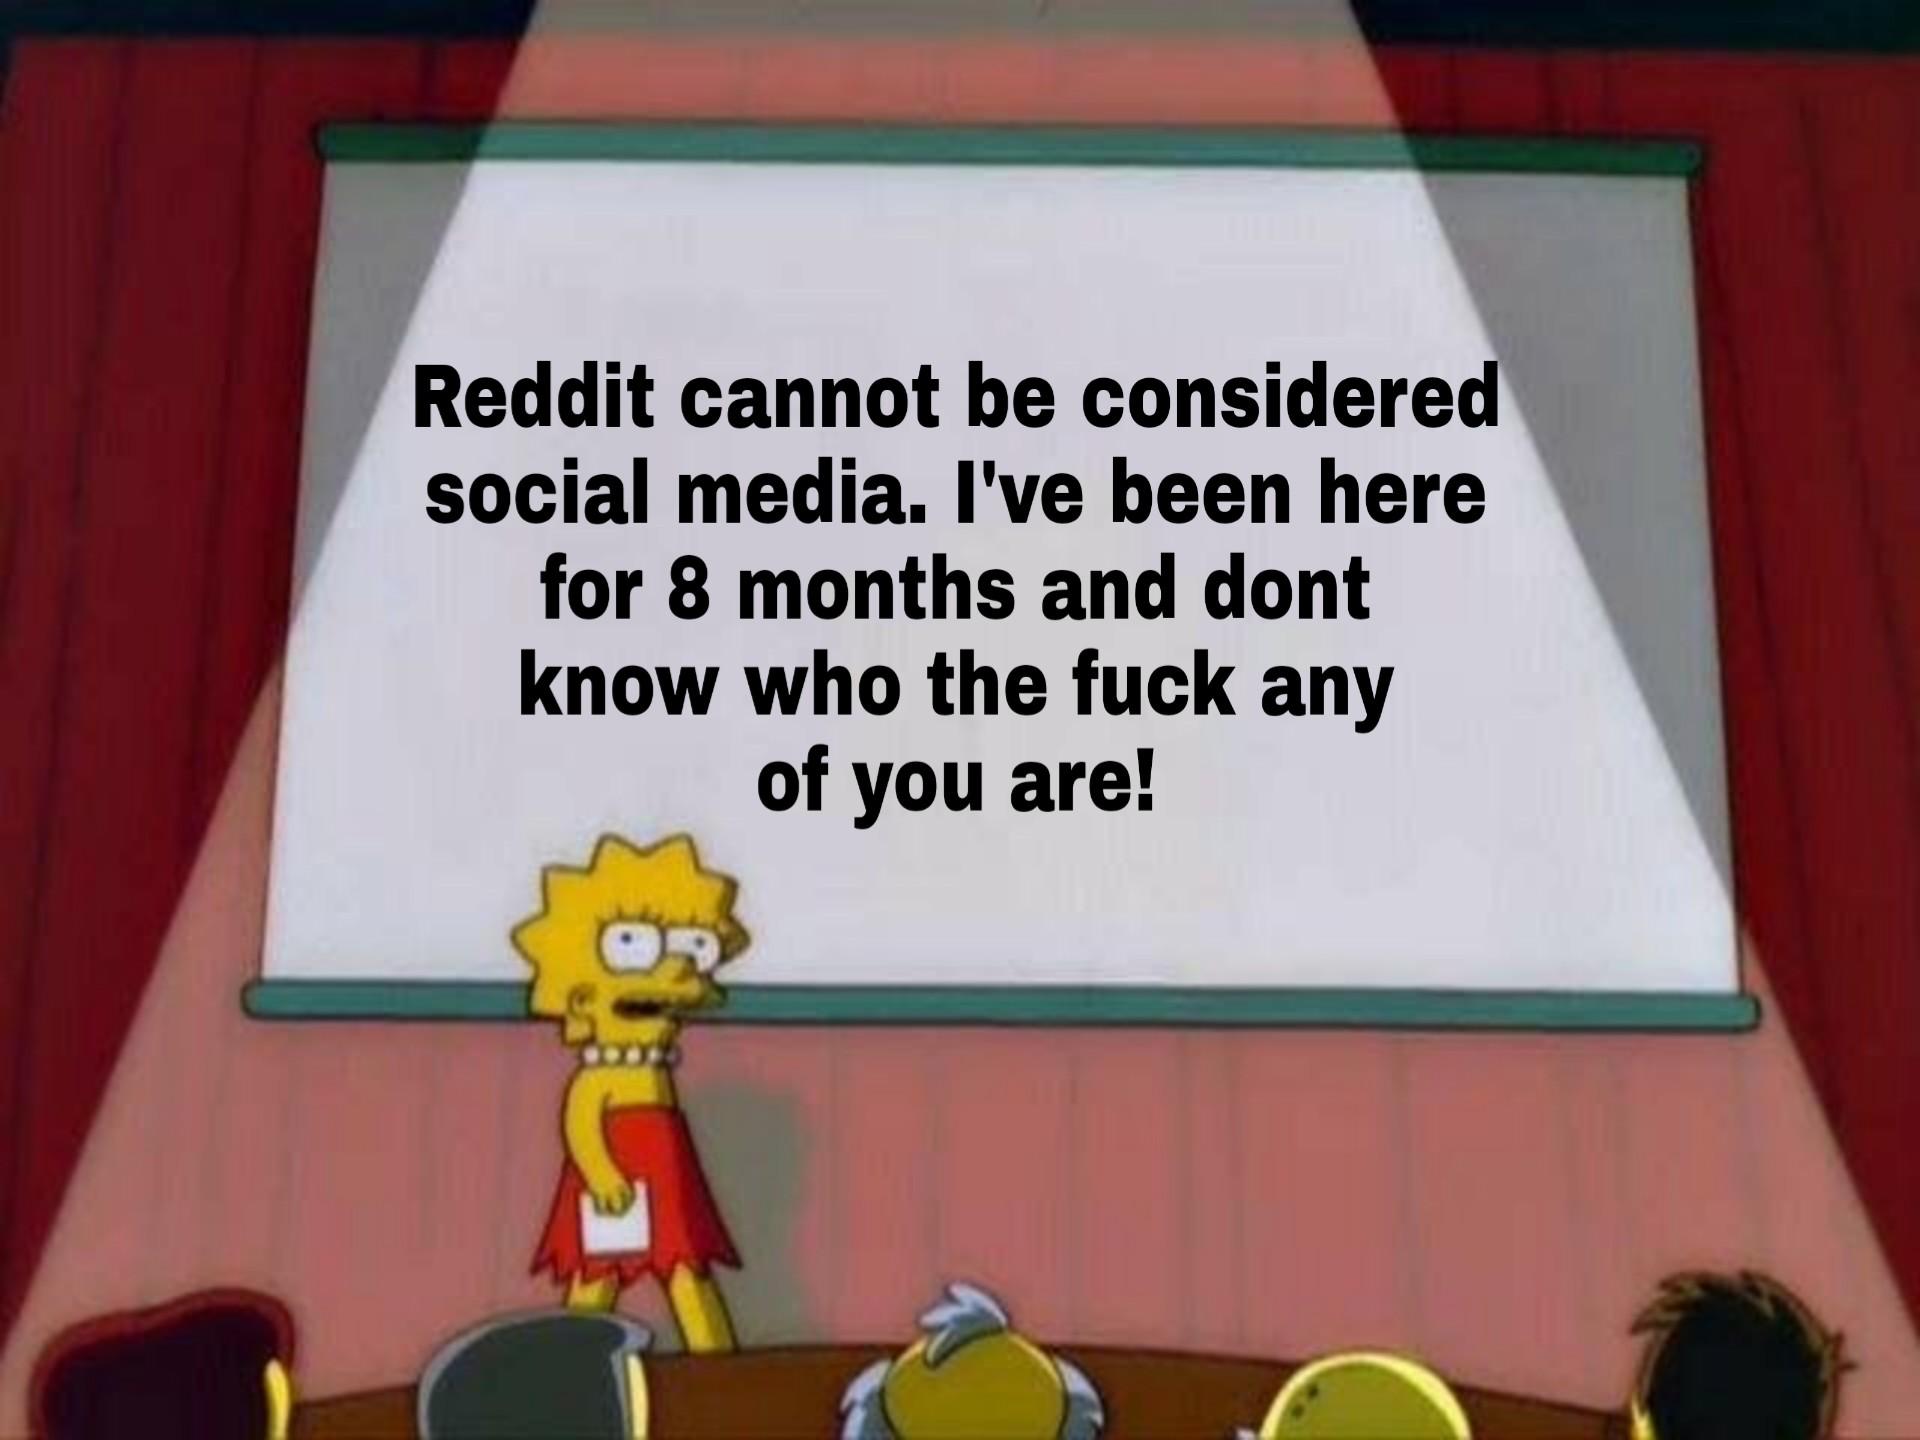 Reddit cannot be considered
social media. I've been here
for 8 months and dont
know who the fuck any
of you are!